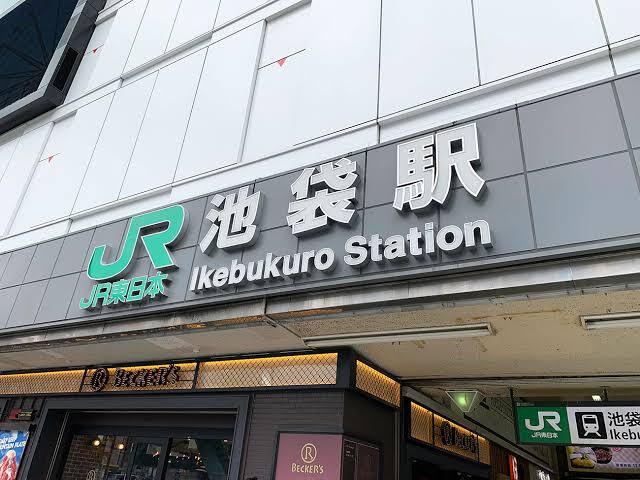 JR 池袋駅
JR東日本 Ikebukuro Station
R BECKER'S
R
BECKER'S
JR
JR東日本
池袋
Ikebu